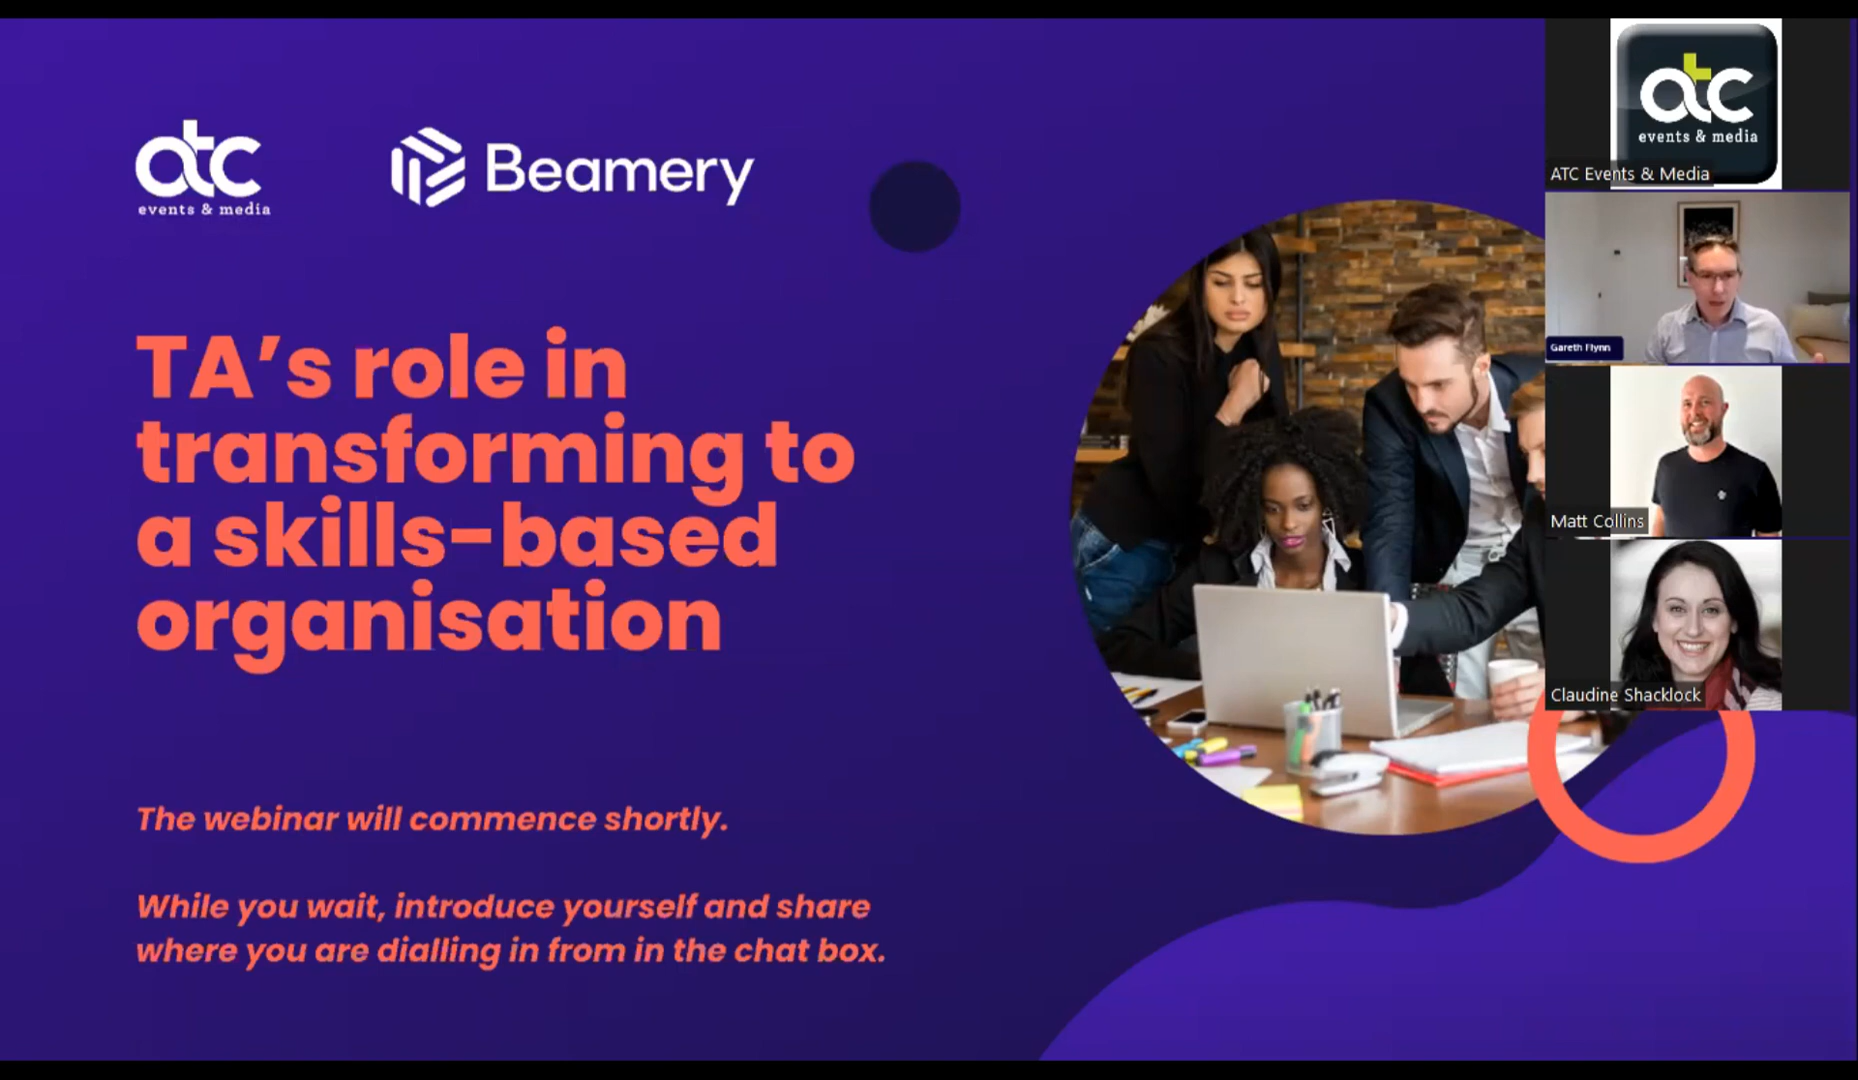 atc
events & media
Beamery
TA’s role in
transforming to
a skills-based
organisation
The webinar will commence shortly.
While you wait, introduce yourself and share
where you are dialling in from in the chat box.
atc
events & media
ATC Events & Media
Gareth Flynn
Matt Collins
Claudine Shacklock